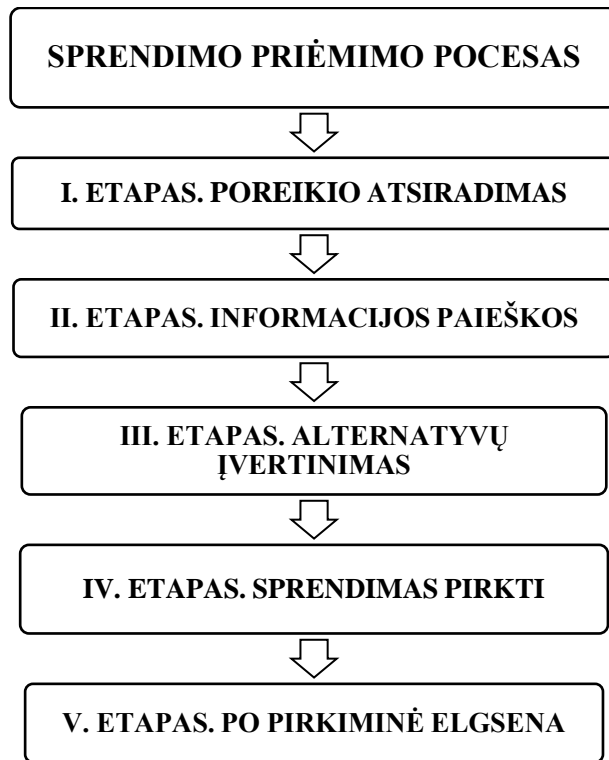 SPRENDIMO PRIĖMIMO POCESAS
I. ETAPAS. POREIKIO ATSIRADIMAS
II. ETAPAS. INFORMACIJOS PAIEŠKOS
III. ETAPAS. ALTERNATYVŲ
ĮVERTINIMAS
IV. ETAPAS. SPRENDIMAS PIRKTI
V. ETAPAS. PO PIRKIMINĖ ELGSENA